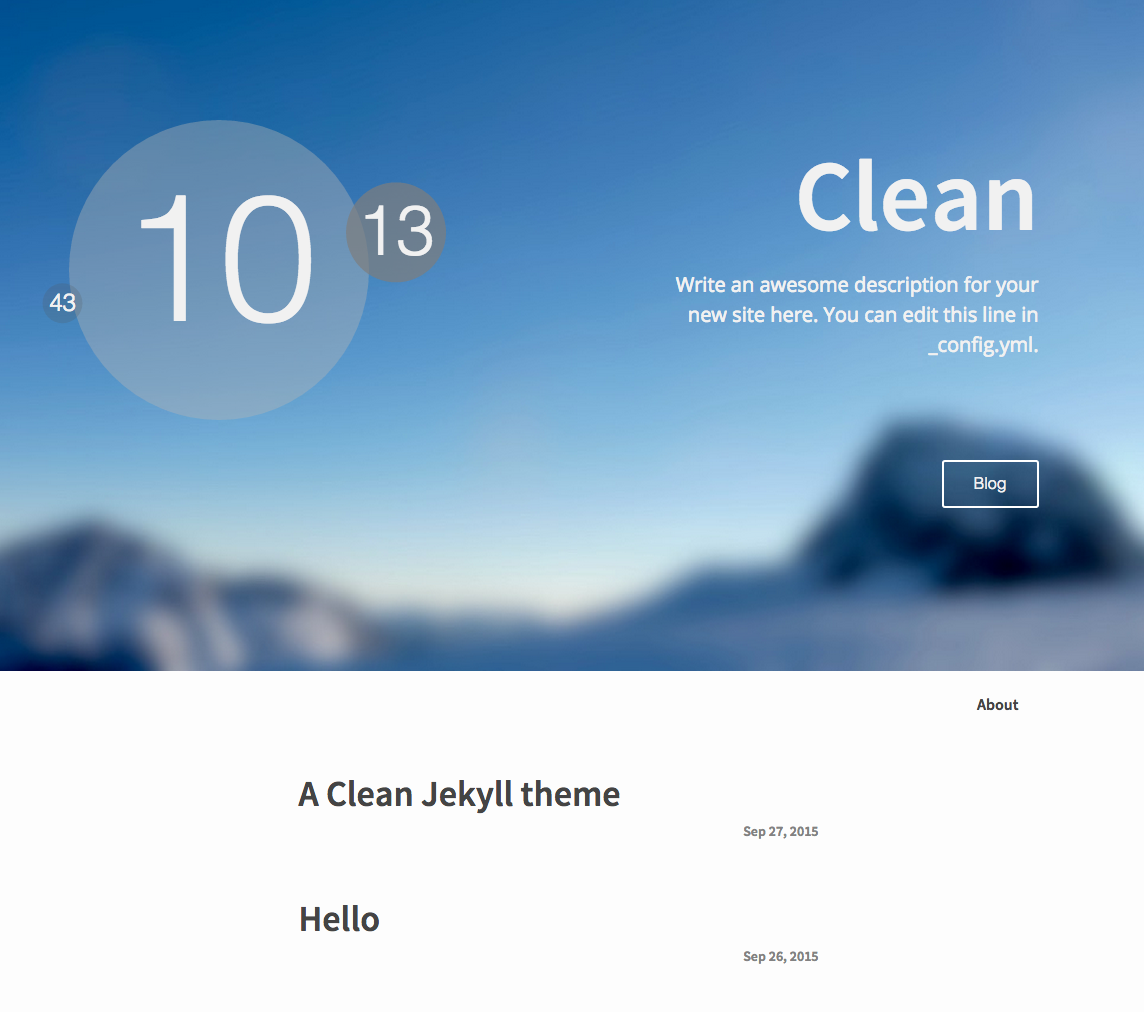 10
13
43
Clean
Write an awesome description for your
new site here. You can edit this line in
_config.yml.
Blog
About
A Clean Jekyll theme
Sep 27, 2015
Hello
Sep 26, 2015